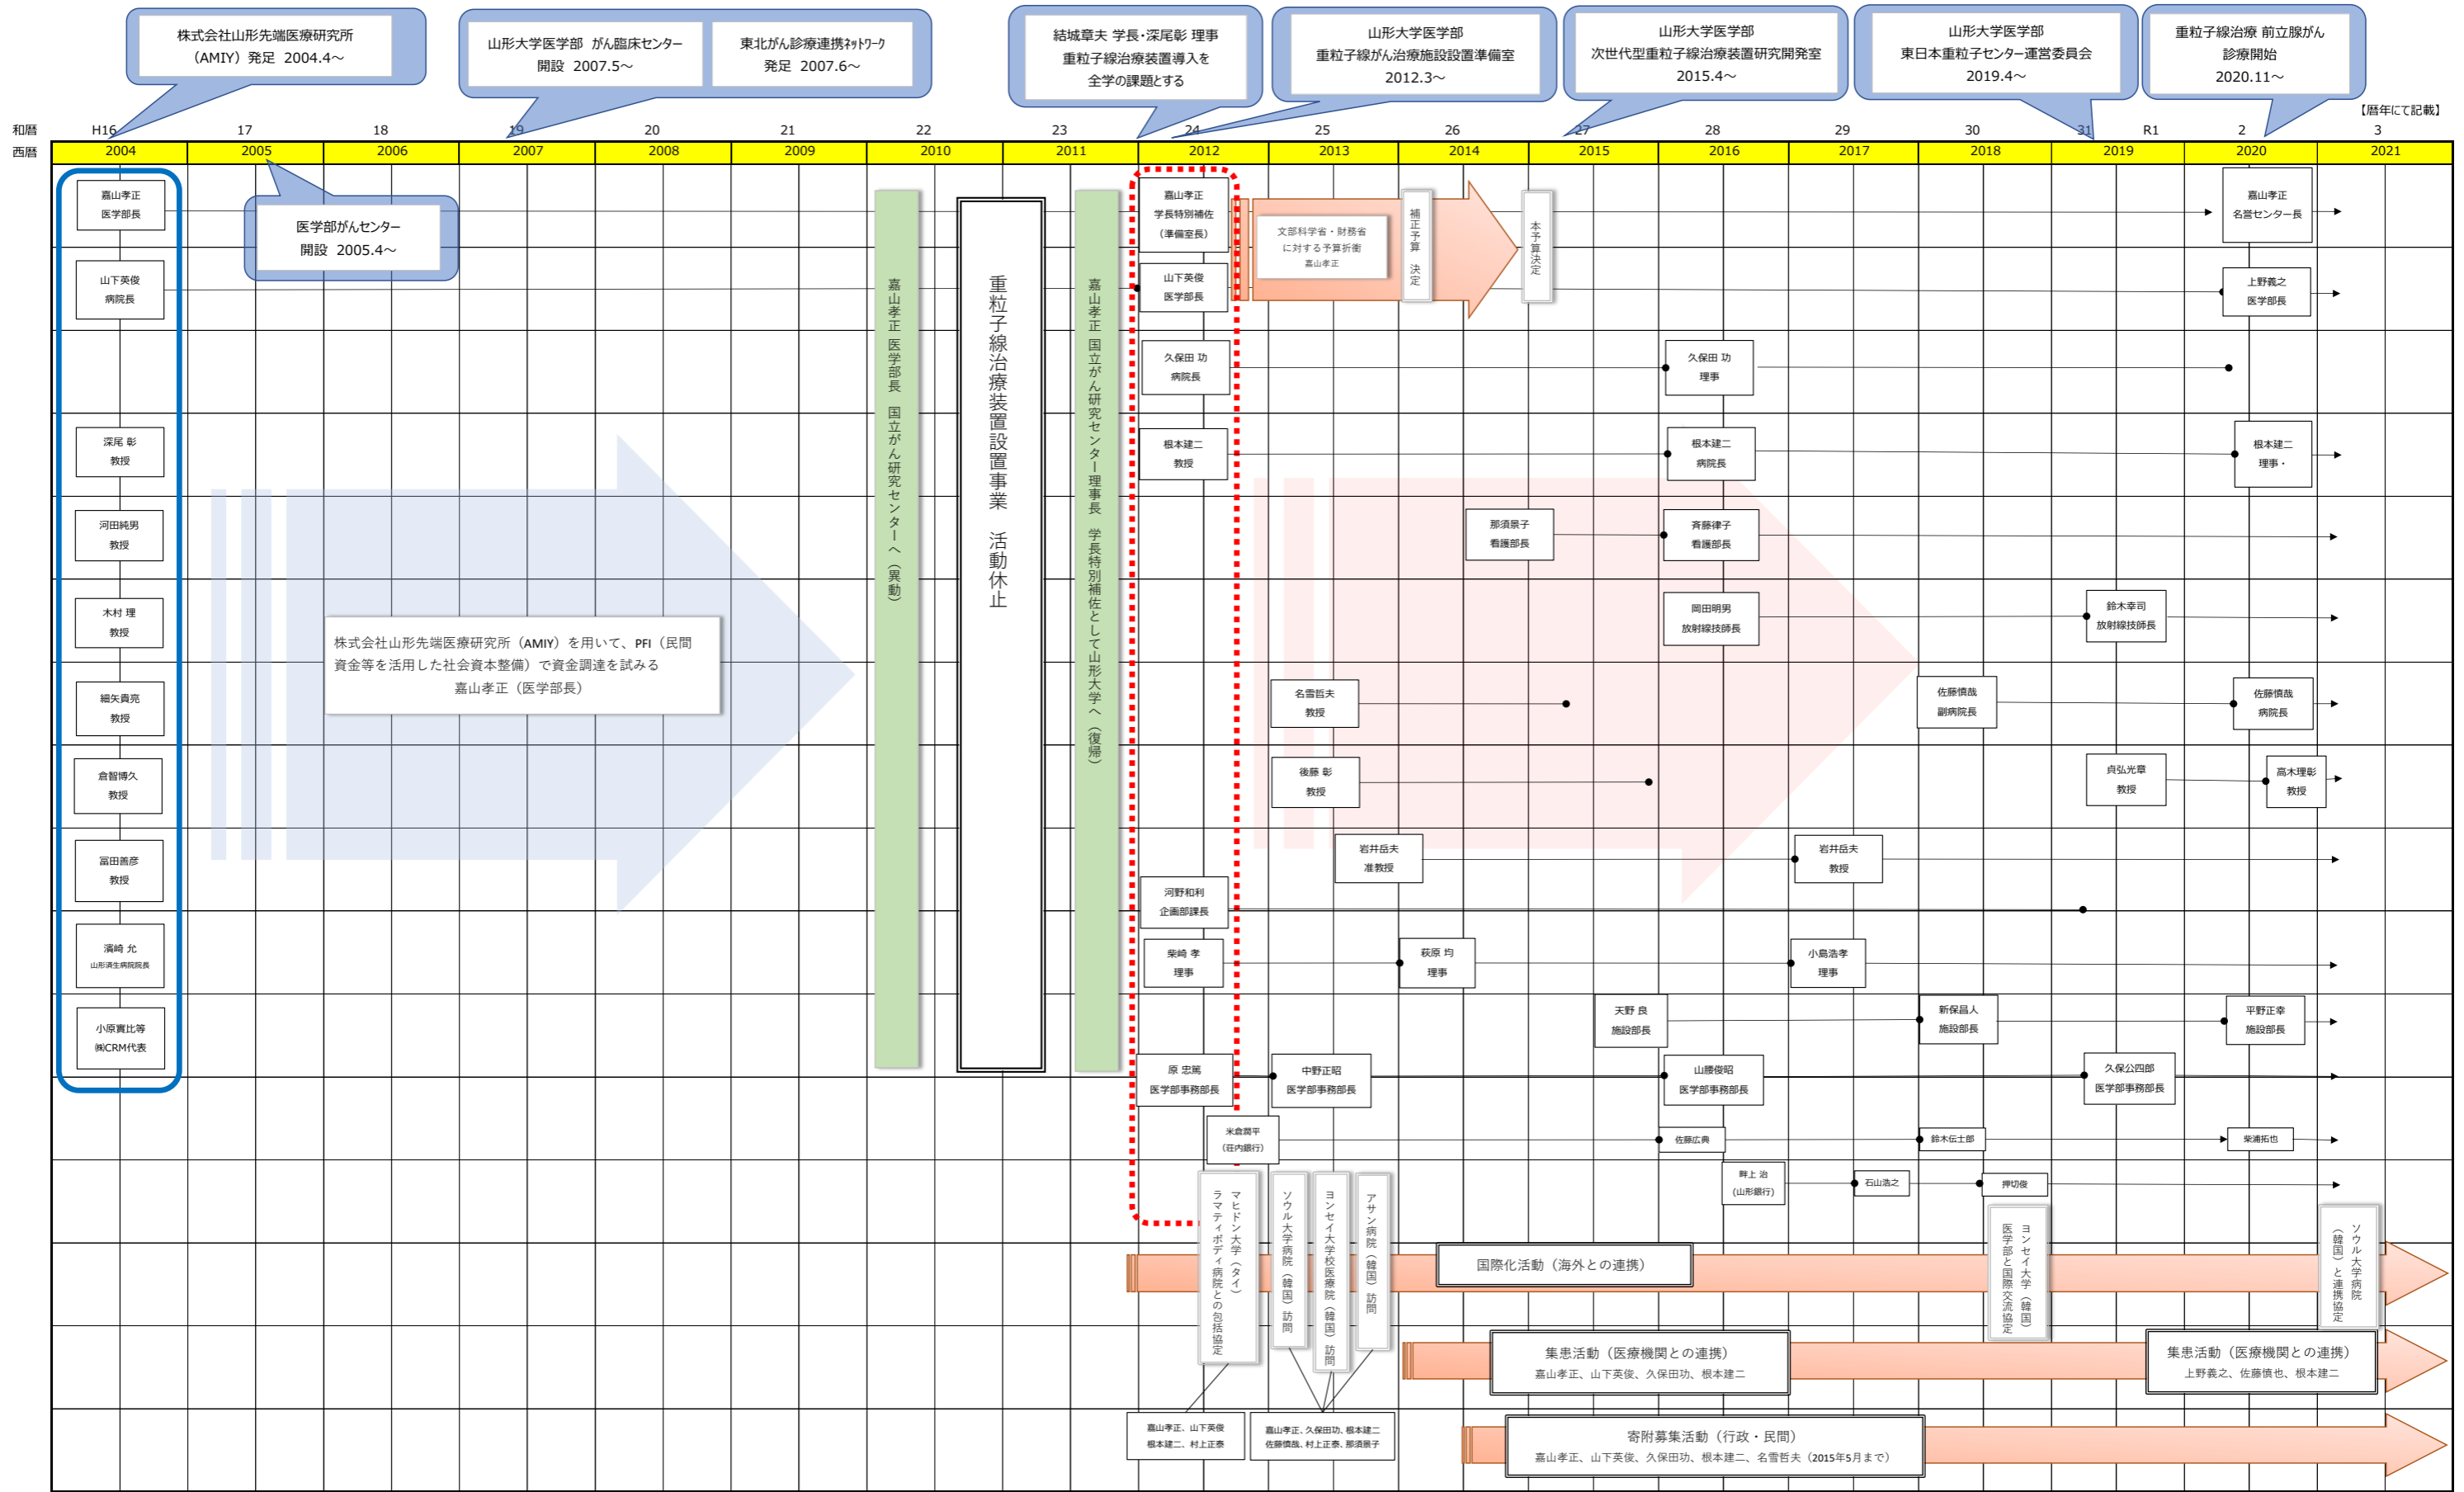 株式会社山形先端医療研究所
（AMIY）発足 2004.4～
山形大学医学部 がん臨床センター
開設 2007.5～
東北がん診療連携ﾈｯﾄﾜｰｸ
発足 2007.6～
結城章夫 学長・深尾彰 理事
重粒子線治療装置導入を
全学の課題とする
山形大学医学部
重粒子線がん治療施設設置準備室
2012.3～
山形大学医学部
次世代型重粒子線治療装置研究開発室
2015.4～
山形大学医学部
東日本重粒子センター運営委員会
2019.4～
重粒子線治療 前立腺がん
診療開始
2020.11～
【暦年にて記載】
和暦 H16 17 18 19 20 21 22 23 24 25 26 27 28 29 30 31 R1 2 3
西暦 2004 2005 2006 2007 2008 2009 2010 2011 2012 2013 2014 2015 2016 2017 2018 2019 2020 2021
医学部がんセンター
開設 2005.4～
嘉山孝正
医学部長
山下英俊
病院長
深尾 彰
教授
河田純男
教授
木村 理
教授
細矢貴亮
教授
倉智博久
教授
冨田善彦
教授
濱崎 允
山形済生病院院長
小原實比等
㈱CRM代表
株式会社山形先端医療研究所（AMIY）を用いて、PFI（民間
資金等を活用した社会資本整備）で資金調達を試みる
嘉山孝正（医学部長）
嘉山孝正 医学部長 国立がん研究センターへ（異動）
重粒子線治療装置設置事業 活動休止
嘉山孝正 国立がん研究センター理事長 学長特別補佐として山形大学へ（復帰）
嘉山孝正
学長特別補佐
（準備室長）
文部科学省・財務省
に対する予算折衝
嘉山孝正
補正予算 決定
本予算決定
嘉山孝正
名誉センター長
山下英俊
医学部長
上野義之
医学部長
久保田 功
病院長
久保田 功
理事
根本建二
教授
根本建二
病院長
根本建二
理事・
那須景子
看護部長
斉藤律子
看護部長
岡田明男
放射線技師長
鈴木幸司
放射線技師長
名雪哲夫
教授
佐藤慎哉
副病院長
佐藤慎哉
病院長
後藤 彰
教授
貞弘光章
教授
高木理彰
教授
岩井岳夫
准教授
岩井岳夫
教授
河野和利
企画部課長
柴崎 孝
理事
萩原 均
理事
小島浩孝
理事
天野 良
施設部長
新保昌人
施設部長
平野正幸
施設部長
原 忠篤
医学部事務部長
中野正昭
医学部事務部長
山腰俊昭
医学部事務部長
久保公四郎
医学部事務部長
米倉潤平
（荘内銀行）
佐藤広典
鈴木伝士郎
柴浦拓也
畔上 治
(山形銀行)
石山浩之
押切俊
マヒドン大学（タイ）
ラマティボディ病院との包括協定
ソウル大学病院（韓国）訪問
ヨンセイ大学校医療院（韓国）訪問
アサン病院（韓国）訪問
国際化活動（海外との連携）
ヨンセイ大学（韓国）
医学部と国際交流協定
ソウル大学病院
（韓国）と連携協定
集患活動（医療機関との連携）
嘉山孝正、山下英俊、久保田功、根本建二
集患活動（医療機関との連携）
上野義之、佐藤慎也、根本建二
嘉山孝正、山下英俊
根本建二、村上正泰
嘉山孝正、久保田功、根本建二
佐藤慎哉、村上正泰、那須景子
寄附募集活動（行政・民間）
嘉山孝正、山下英俊、久保田功、根本建二、名雪哲夫（2015年5月まで）